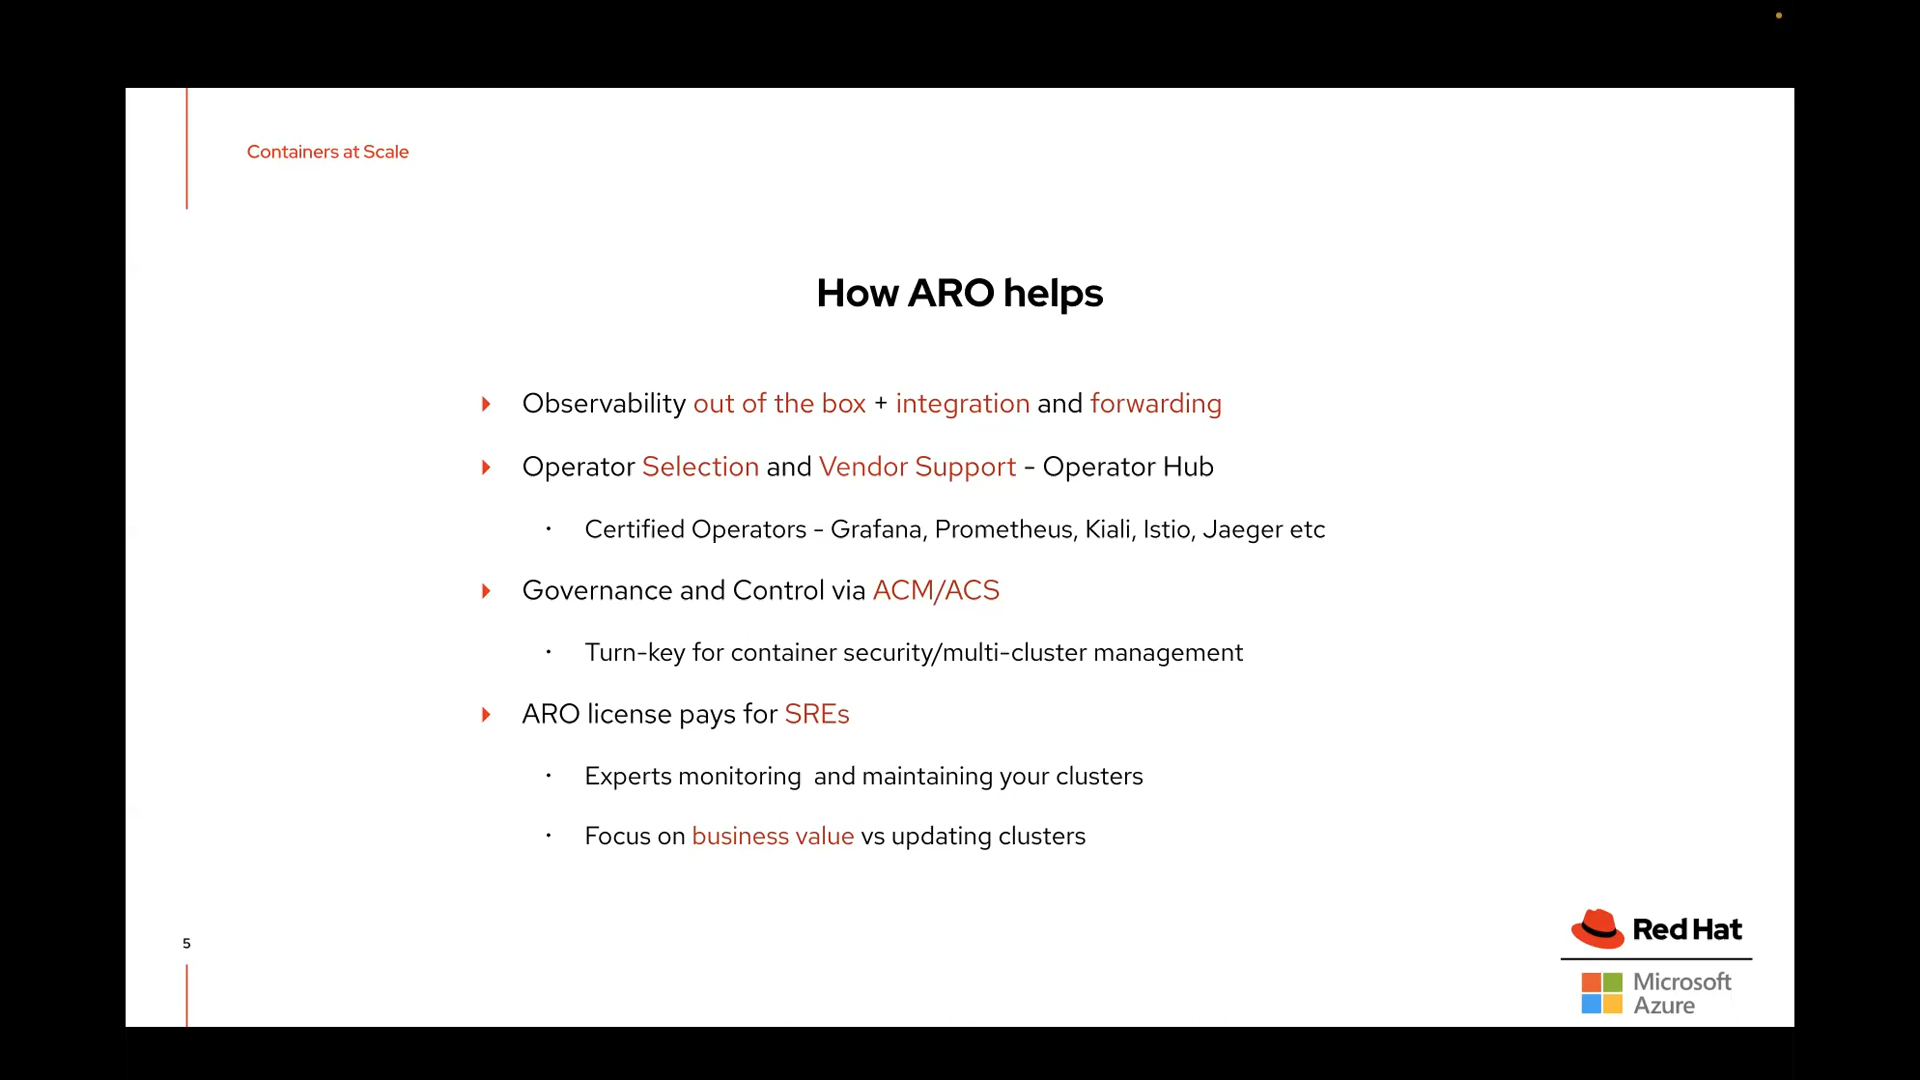 Containers at Scale
How ARO helps
Observability out of the box + integration and forwarding
Operator Selection and Vendor Support - Operator Hub
Certified Operators - Grafana, Prometheus, Kiali, Istio, Jaeger etc
Governance and Control via ACM/ACS
Turn-key for container security/multi-cluster management
ARO license pays for SREs
Experts monitoring  and maintaining your clusters
Focus on business value vs updating clusters
5
Red Hat
Microsoft
Azure